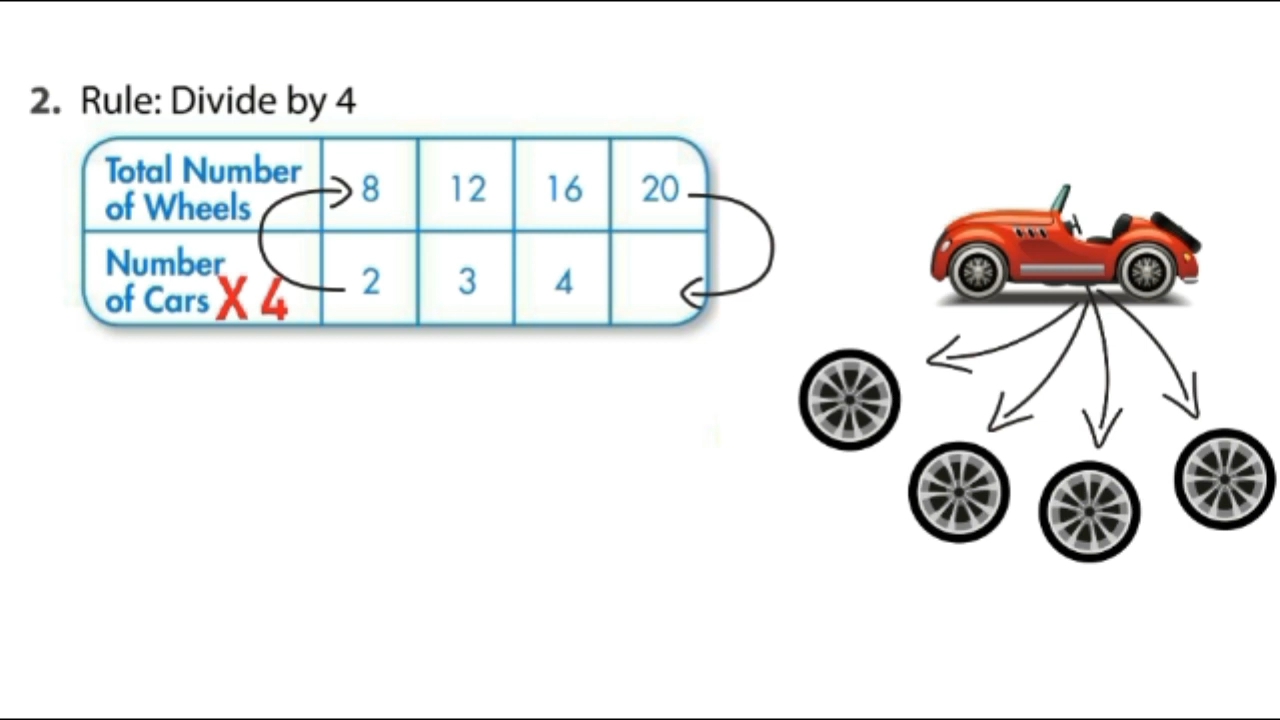 2. Rule: Divide by 4
Total Number
of Wheels
8
12
16
20
Number
of Cars
X 4
2
3
4